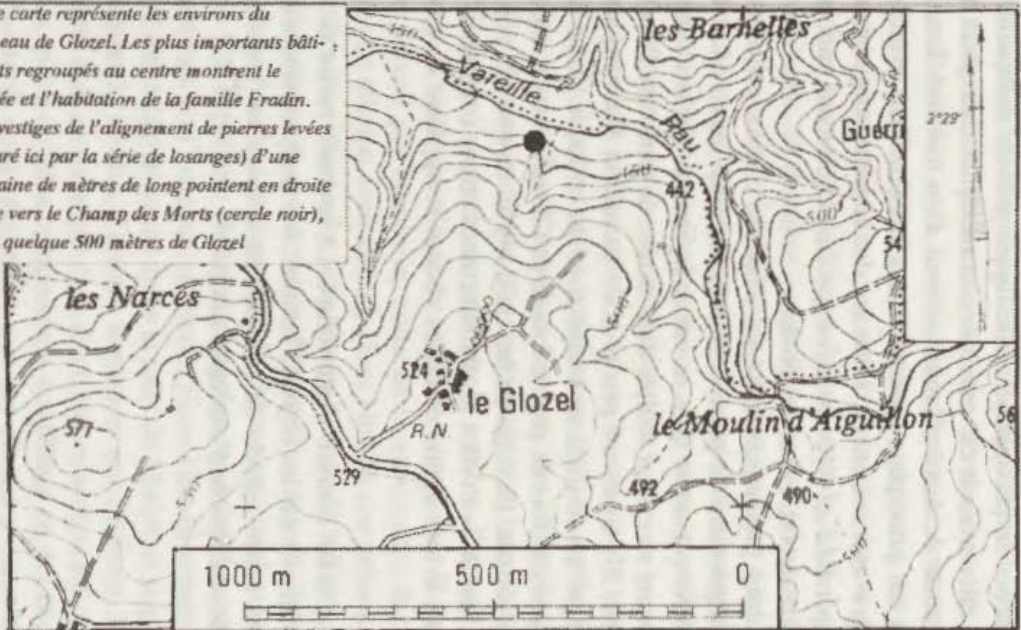 e carte représente les environs du
eau de Glozel. Les plus importants bâti-
ts regroupés au centre montrent le
ée et l'habitation de la famille Fradin.
vestiges de l'alignement de pierres levées
uré ici par la série de losanges) d'une
aine de mètres de long pointent en droite
e vers le Champ des Morts (cercle noir),
quelque 500 mètres de Glozel
les Barnelles
Vareille
Rau
442
2°29'
500
les Narces
524
le Glozel
R.N.
le Moulin d'Aiguillon
577
529
492
490
1000 m 500 m 0